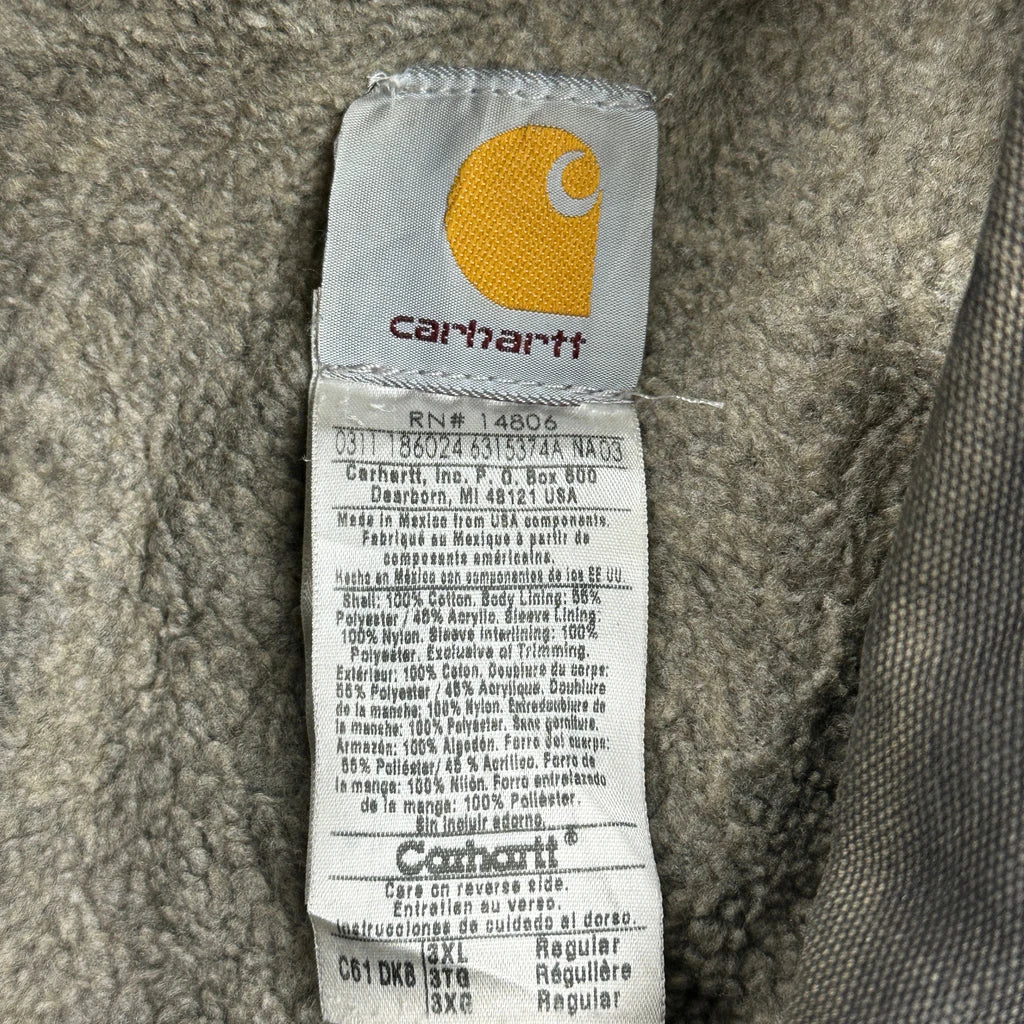 carhartt
RN# 14806
0311 186024 6315374A NA03
Carhartt, Inc. P. O. Box 600
Dearborn, MI 48121 USA
Made in Mexico from USA components.
Fabriqué au Mexique à partir de
composants américains.
Hecho en México con componentes de los EE UU.
Shell: 100% Cotton. Body Lining: 55%
Polyester / 45% Acrylic. Sleeve Lining:
100% Nylon. Sleeve Interlining: 100%
Polyester. Exclusive of Trimming.
Extérieur: 100% Coton. Doublure du corps:
55% Polyester / 45% Acrylique. Doublure
de la manche: 100% Nylon. Entredoublure de
la manche: 100% Polyester. Sans garniture.
Armazón: 100% Algodón. Forro del cuerpo:
55% Poliéster/ 45 % Acrílico. Forro de
la manga: 100% Nilón. Forro entrelazado
de la manga: 100% Poliéster.
Sin incluir adorno.
Carhartt®
Care on reverse side.
Entretien au verso.
Instrucciones de cuidado al dorso.
C61 DKB
3XL Regular
3TG Régulière
3XG Regular